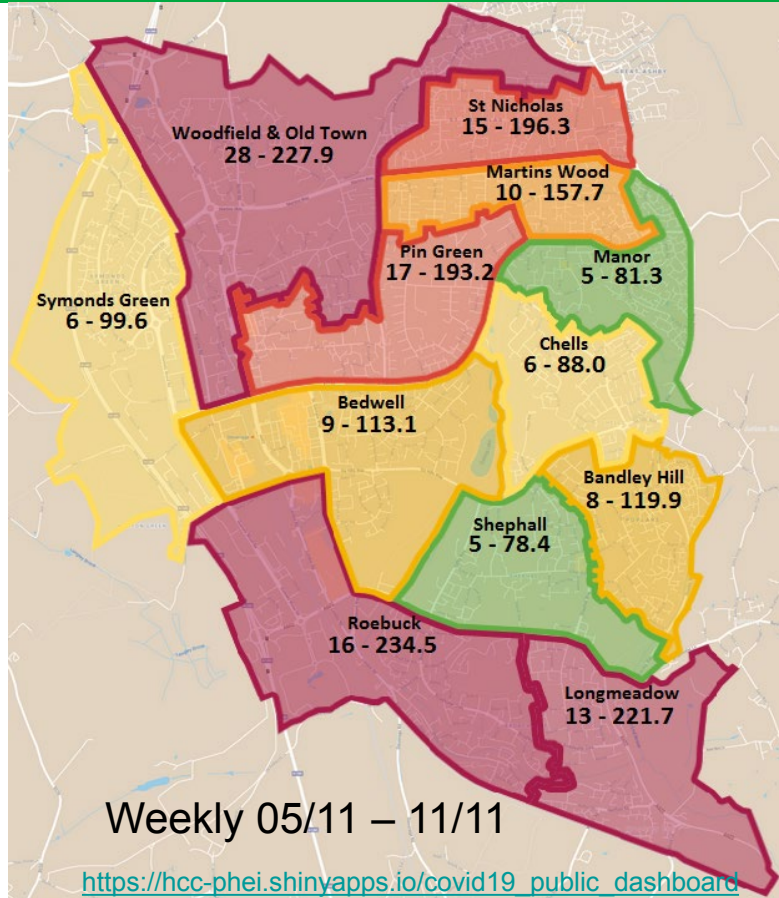 St Nicholas
15 - 196.3
Woodfield & Old Town
28 - 227.9
Martins Wood
10 - 157.7
Pin Green
17 - 193.2
Manor
5 - 81.3
Symonds Green
6 - 99.6
Chells
6 - 88.0
Bedwell
9 - 113.1
Bandley Hill
8 - 119.9
Shephall
5 - 78.4
Roebuck
16 - 234.5
Longmeadow
13 - 221.7
Weekly 05/11 – 11/11
https://hcc-phei.shinyapps.io/covid19_public_dashboard